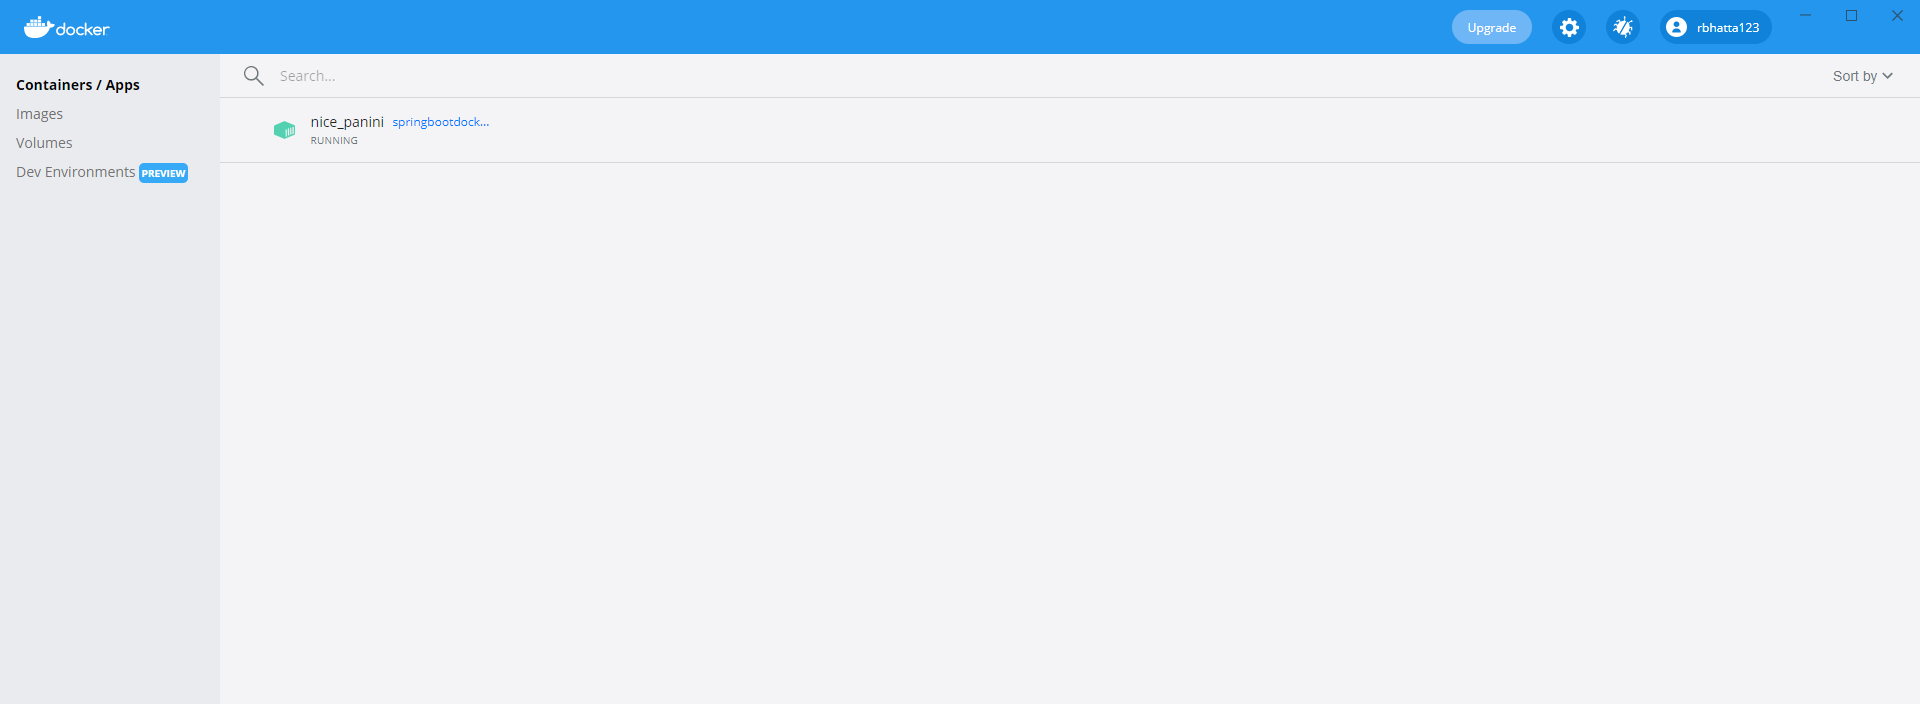 docker
Upgrade
rbhatta123
Containers / Apps
Images
Volumes
Dev Environments PREVIEW
Search...
Sort by
nice_panini springbootdock...
RUNNING